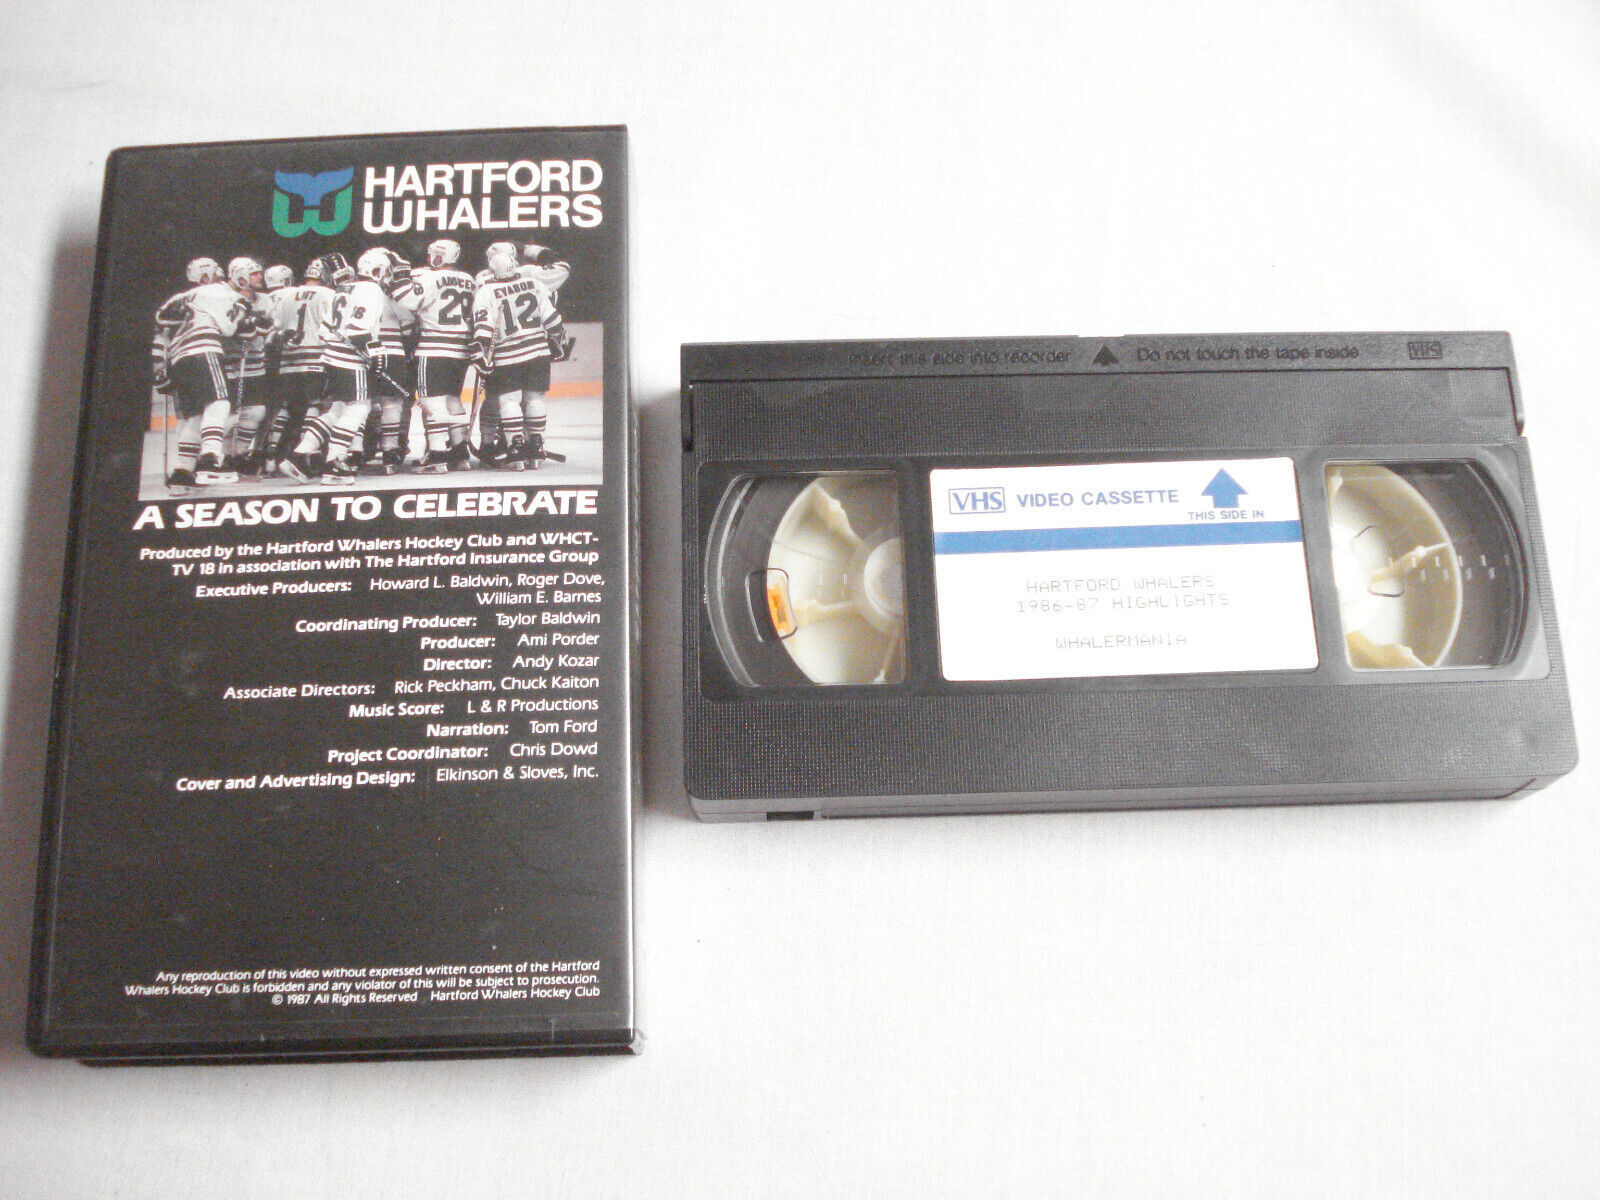 HARTFORD
WHALERS
LIUT
1
16
LADOUCEUR
29
EVASON
12
A SEASON TO CELEBRATE
Produced by the Hartford Whalers Hockey Club and WHCT-
TV 18 in association with The Hartford Insurance Group
Executive Producers: Howard L. Baldwin, Roger Dove,
William E. Barnes
Coordinating Producer: Taylor Baldwin
Producer: Ami Porder
Director: Andy Kozar
Associate Directors: Rick Peckham, Chuck Kaiton
Music Score: L & R Productions
Narration: Tom Ford
Project Coordinator: Chris Dowd
Cover and Advertising Design: Elkinson & Sloves, Inc.
Any reproduction of this video without expressed written consent of the Hartford
Whalers Hockey Club is forbidden and any violator of this will be subject to prosecution.
© 1987 All Rights Reserved Hartford Whalers Hockey Club
Insert this side into recorder Do not touch the tape inside VHS
VHS VIDEO CASSETTE
THIS SIDE IN
HARTFORD WHALERS
1986-87 HIGHLIGHTS
WHALERMANIA